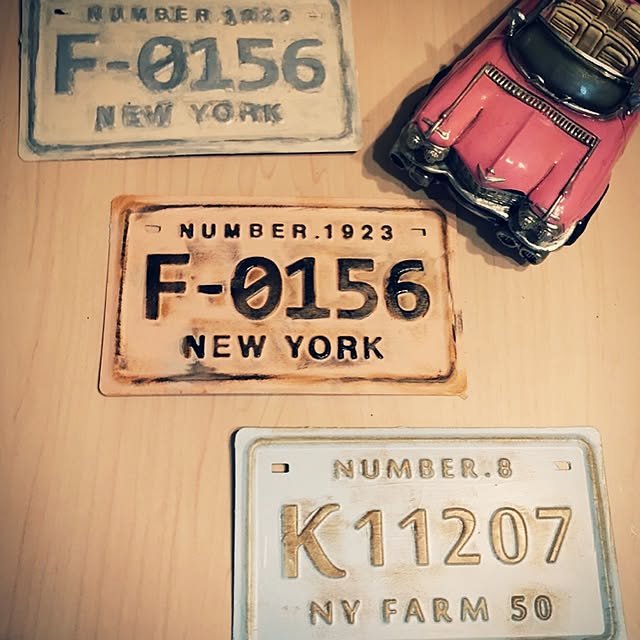 NUMBER.1923
F-0156
NEW YORK
NUMBER.1923
F-0156
NEW YORK
NUMBER.8
K11207
NY FARM 50